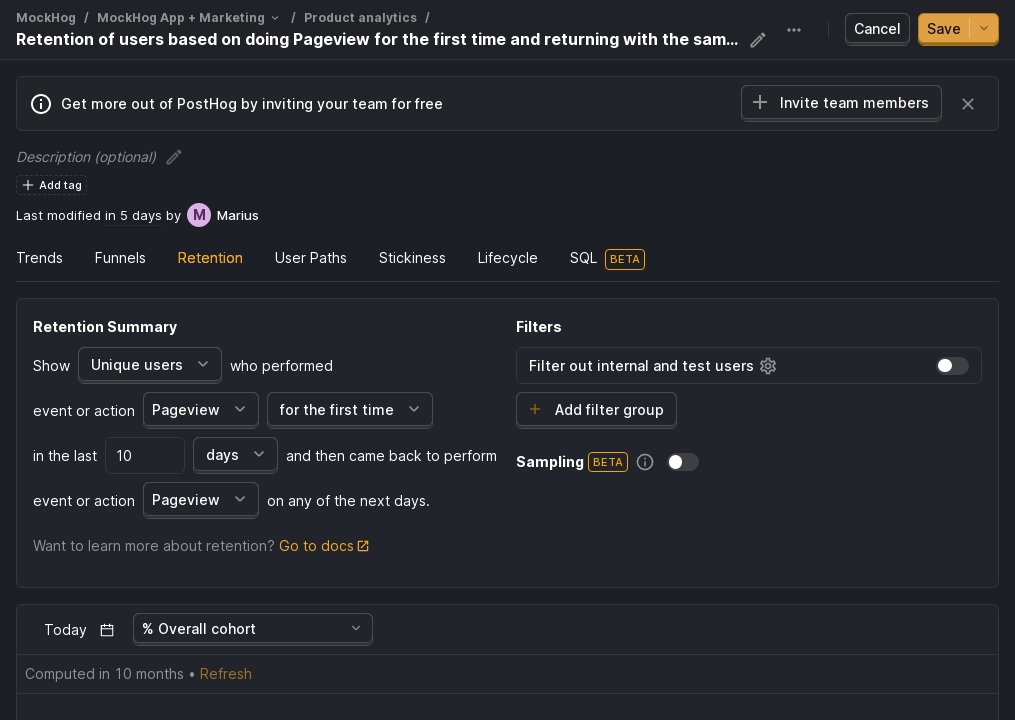 MockHog / MockHog App + Marketing / Product analytics /
Retention of users based on doing Pageview for the first time and returning with the sam...
Cancel
Save
Get more out of PostHog by inviting your team for free
Invite team members
Description (optional)
Add tag
Last modified in 5 days by M Marius
Trends Funnels Retention User Paths Stickiness Lifecycle SQL BETA
Retention Summary
Show Unique users who performed
event or action Pageview for the first time
in the last 10 days and then came back to perform
event or action Pageview on any of the next days.
Want to learn more about retention? Go to docs
Filters
Filter out internal and test users
Add filter group
Sampling BETA
Today % Overall cohort
Computed in 10 months • Refresh